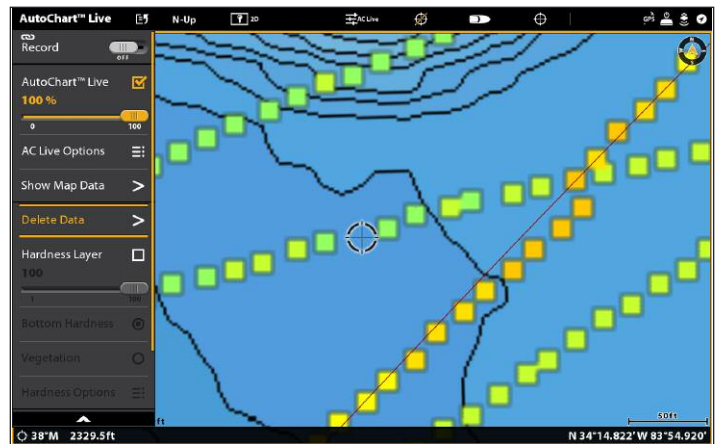 AutoChart™ Live N-Up 2D AC Live GPS
Record
OFF
AutoChart™ Live
100 %
0 100
AC Live Options
Show Map Data >
Delete Data >
Hardness Layer
100
1 100
Bottom Hardness
Vegetation
Hardness Options
ft
50ft
38°M 2329.5ft N 34°14.822' W 83°54.920'